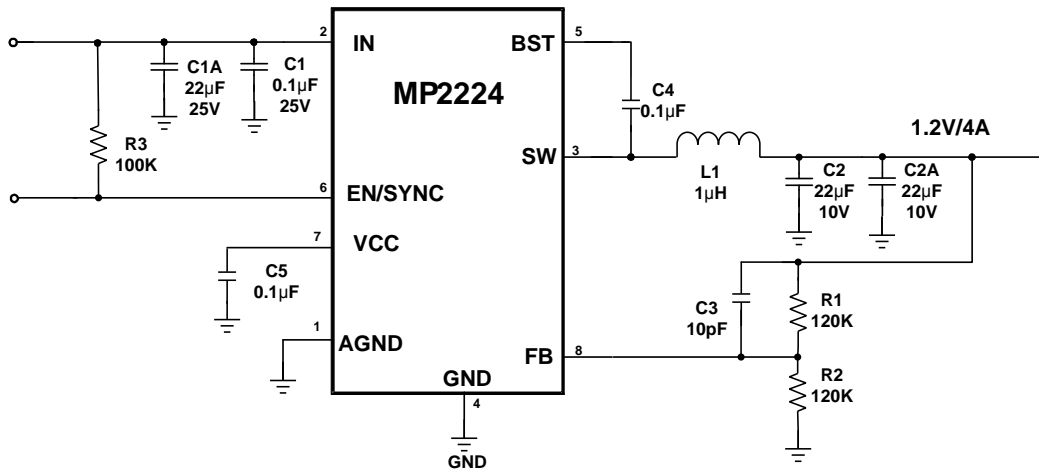 2
IN
BST
5
C1A
22µF
25V
C1
0.1µF
25V
MP2224
C4
0.1µF
1.2V/4A
R3
100K
SW
3
L1
1µH
C2
22µF
10V
C2A
22µF
10V
6
EN/SYNC
7
VCC
C5
0.1µF
C3
10pF
R1
120K
1
AGND
FB
8
GND
4
R2
120K
GND